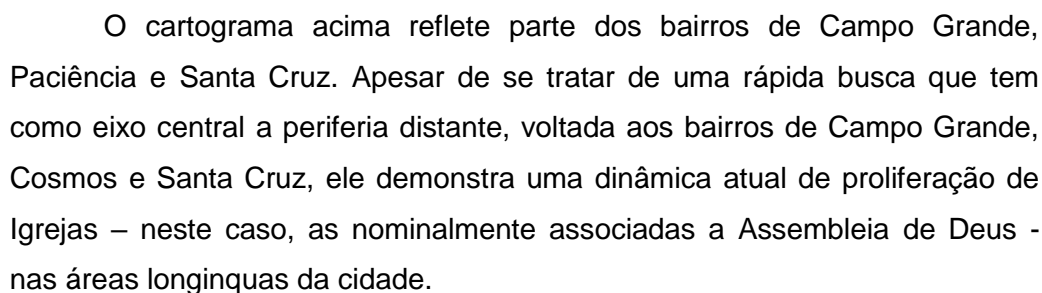 O cartograma acima reflete parte dos bairros de Campo Grande,
Paciência e Santa Cruz. Apesar de se tratar de uma rápida busca que tem
como eixo central a periferia distante, voltada aos bairros de Campo Grande,
Cosmos e Santa Cruz, ele demonstra uma dinâmica atual de proliferação de
Igrejas – neste caso, as nominalmente associadas a Assembleia de Deus -
nas áreas longinquas da cidade.